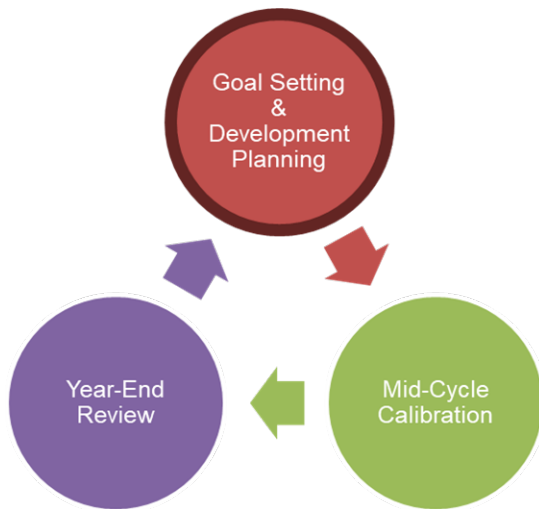 Goal Setting
&
Development
Planning
Mid-Cycle
Calibration
Year-End
Review